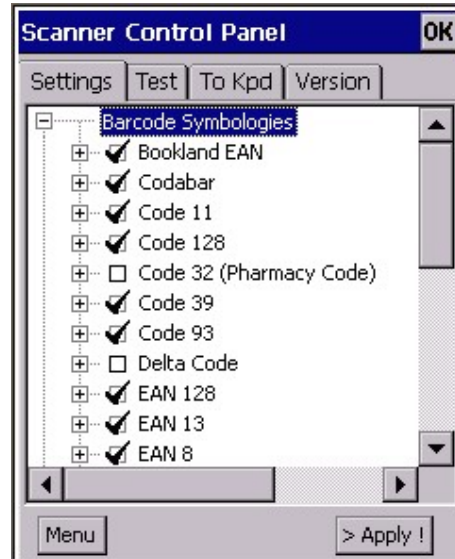 Scanner Control Panel OK
Settings Test To Kpd Version
Barcode Symbologies
Bookland EAN
Codabar
Code 11
Code 128
Code 32 (Pharmacy Code)
Code 39
Code 93
Delta Code
EAN 128
EAN 13
EAN 8
Menu > Apply !